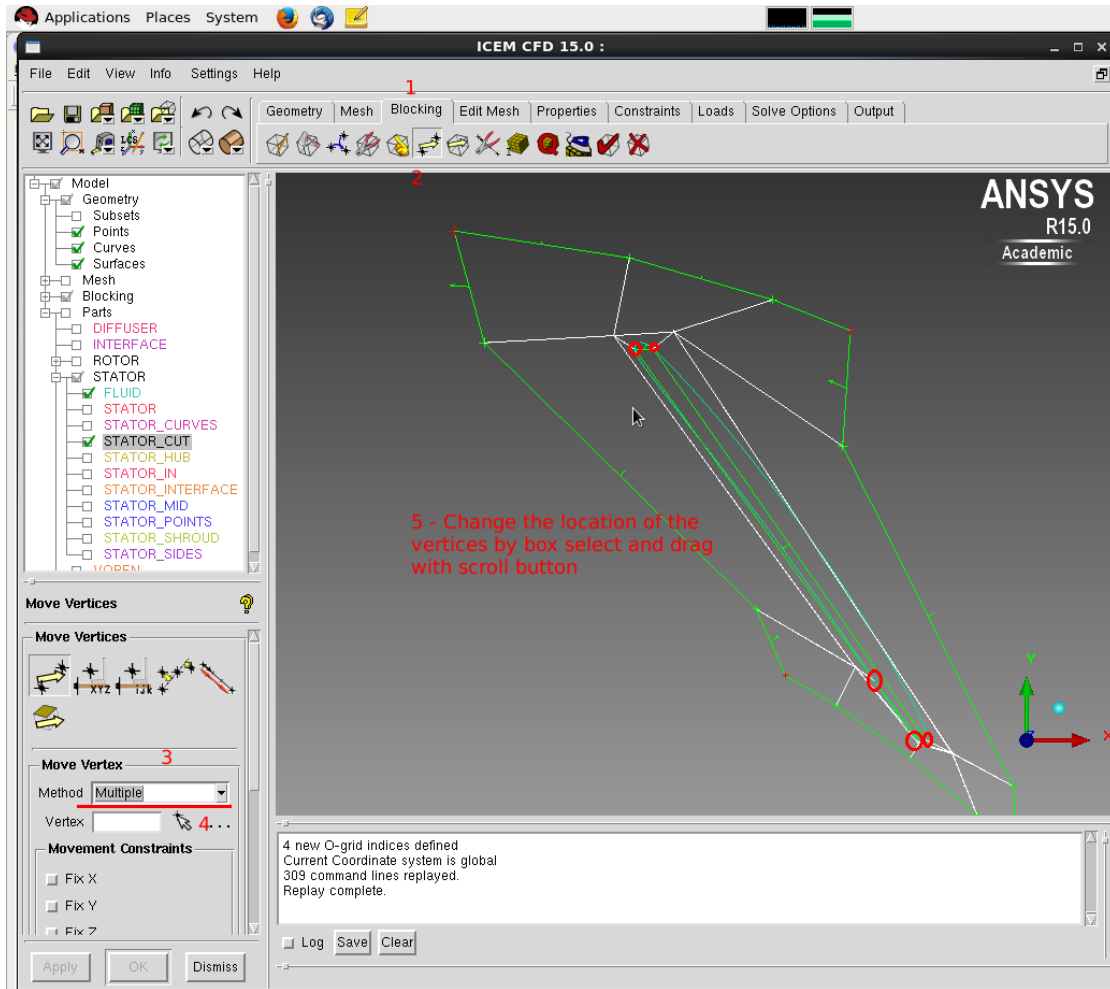 Applications Places System
ICEM CFD 15.0 :
File Edit View Info Settings Help
1
Geometry Mesh Blocking Edit Mesh Properties Constraints Loads Solve Options Output
2
Model
Geometry
Subsets
Points
Curves
Surfaces
Mesh
Blocking
Parts
DIFFUSER
INTERFACE
ROTOR
STATOR
FLUID
STATOR
STATOR_CURVES
STATOR_CUT
STATOR_HUB
STATOR_IN
STATOR_INTERFACE
STATOR_MID
STATOR_POINTS
STATOR_SHROUD
STATOR_SIDES
ANSYS
R15.0
Academic
5 - Change the location of the
vertices by box select and drag
with scroll button
Y
Z
X
Move Vertices
Move Vertices
XYZ ijk
3
Move Vertex
Method Multiple
Vertex 4...
Movement Constraints
Fix X
Fix Y
Fix Z
Apply OK Dismiss
4 new O-grid indices defined
Current Coordinate system is global
309 command lines replayed.
Replay complete.
Log Save Clear